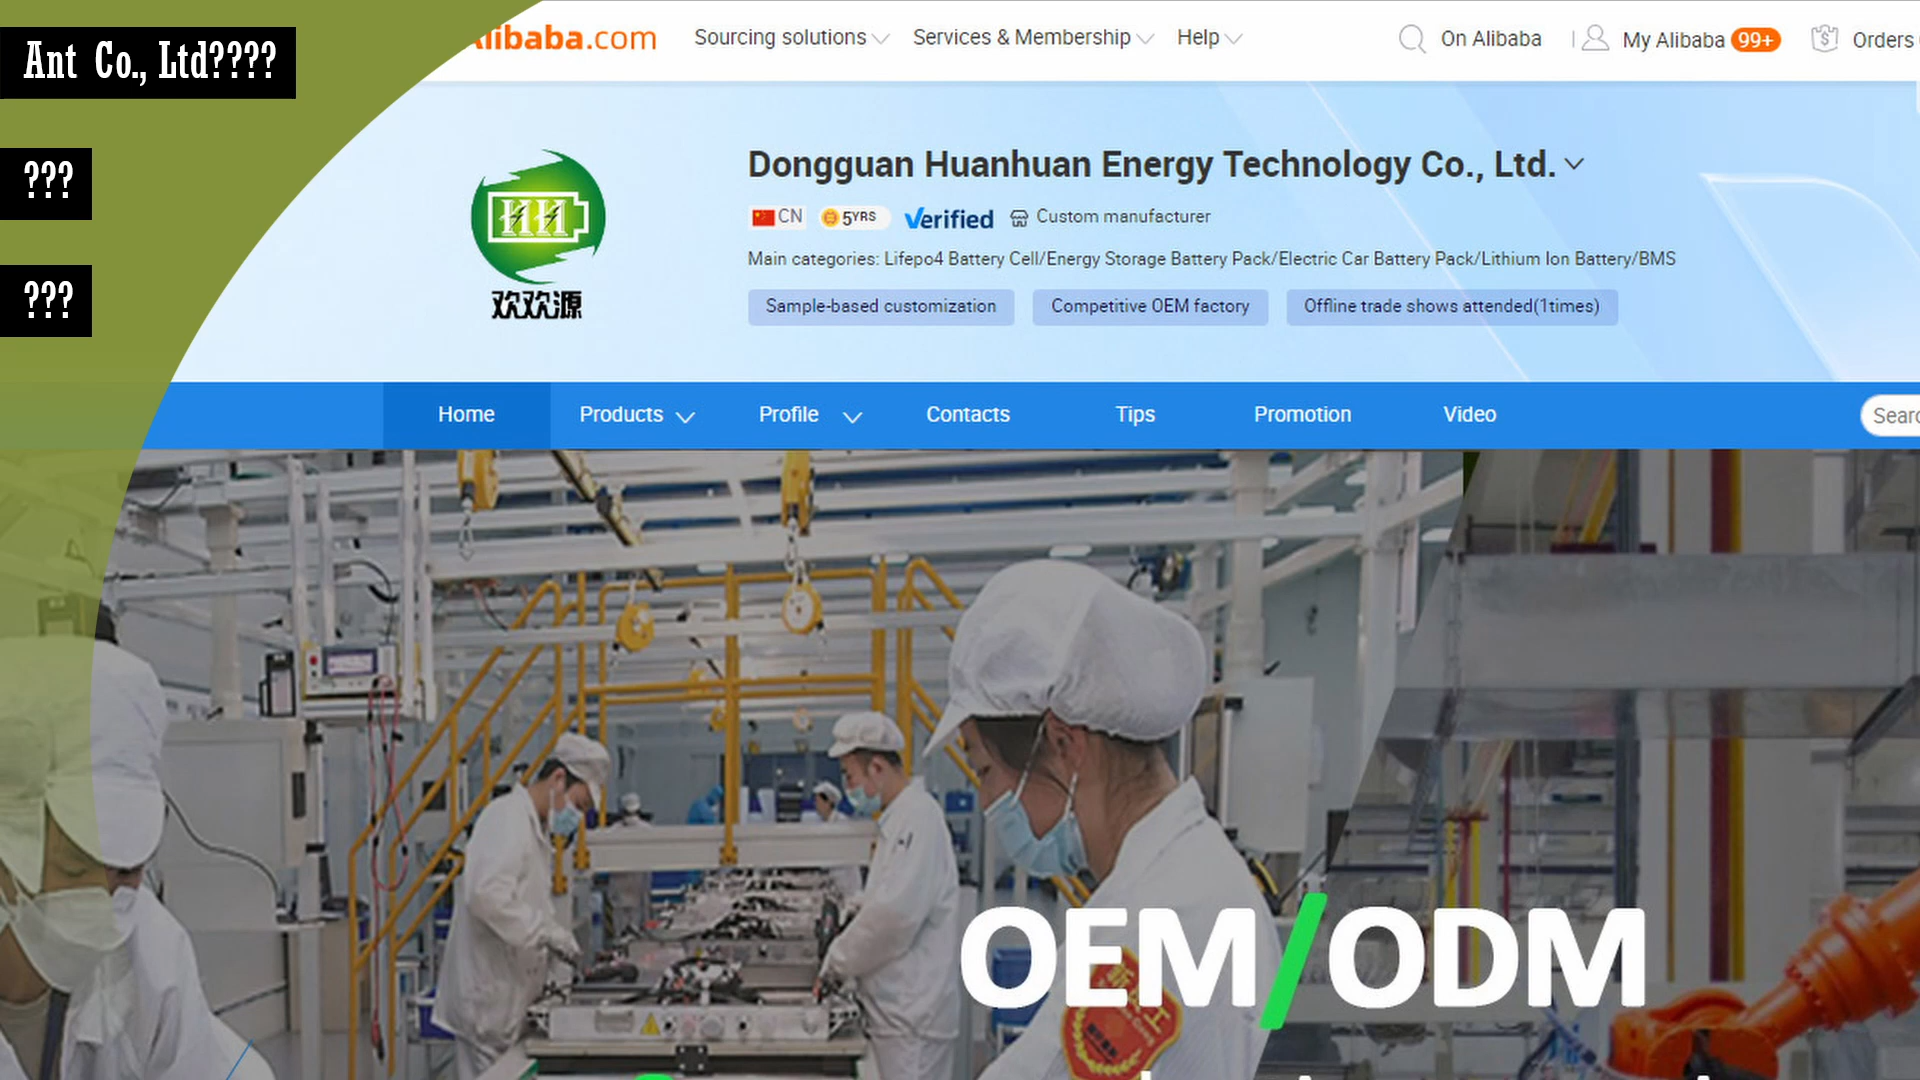 Ant Co., Ltd????
???
???
Alibaba.com
Sourcing solutions
Services & Membership
Help
On Alibaba
My Alibaba 99+
Orders
HH
欢欢源
Dongguan Huanhuan Energy Technology Co., Ltd.
CN 5YRS Verified Custom manufacturer
Main categories: Lifepo4 Battery Cell/Energy Storage Battery Pack/Electric Car Battery Pack/Lithium Ion Battery/BMS
Sample-based customization
Competitive OEM factory
Offline trade shows attended(1times)
Home
Products
Profile
Contacts
Tips
Promotion
Video
Searc
OEM/ODM